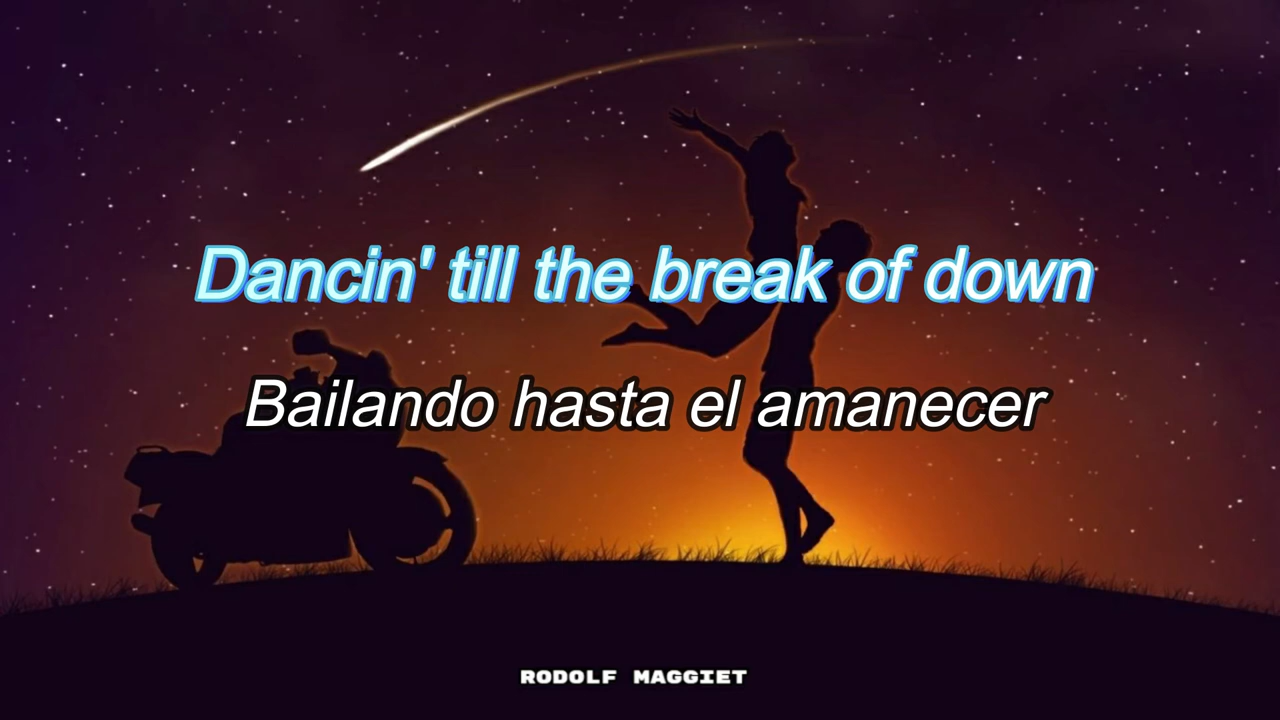 Dancin' till the break of down
Bailando hasta el amanecer
RODOLF MAGGIET